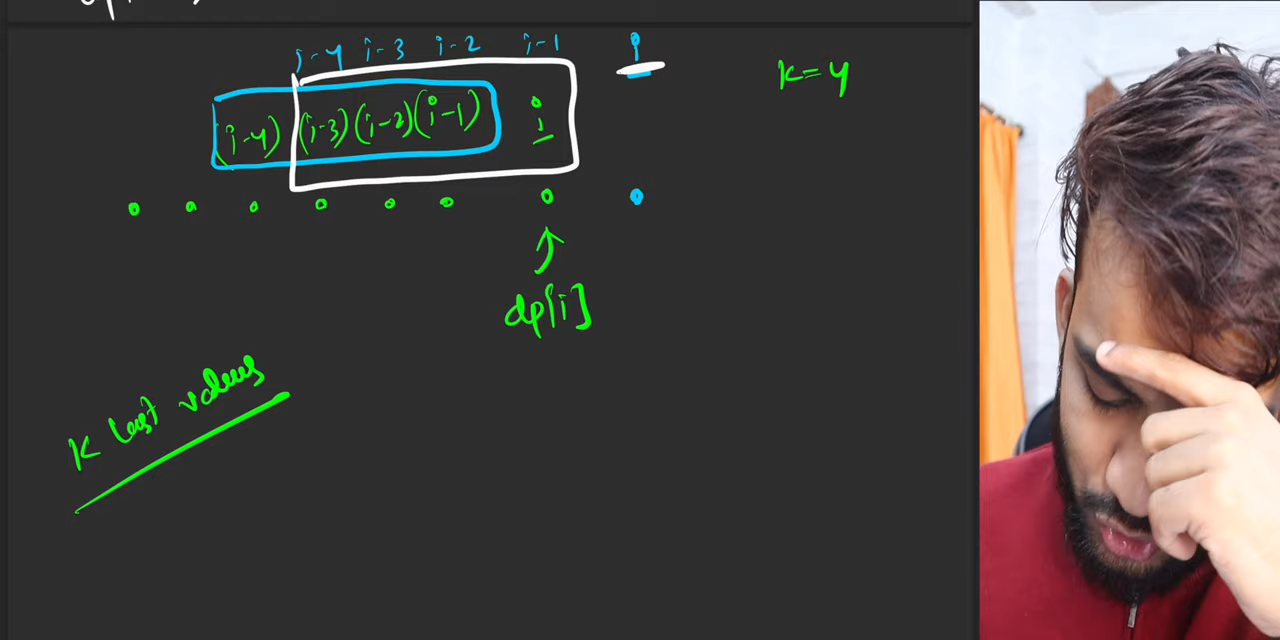 i-4 i-3 i-2 i-1 i
K=4
(i-4) (i-3) (i-2) (i-1) i
dp[i]
K last values